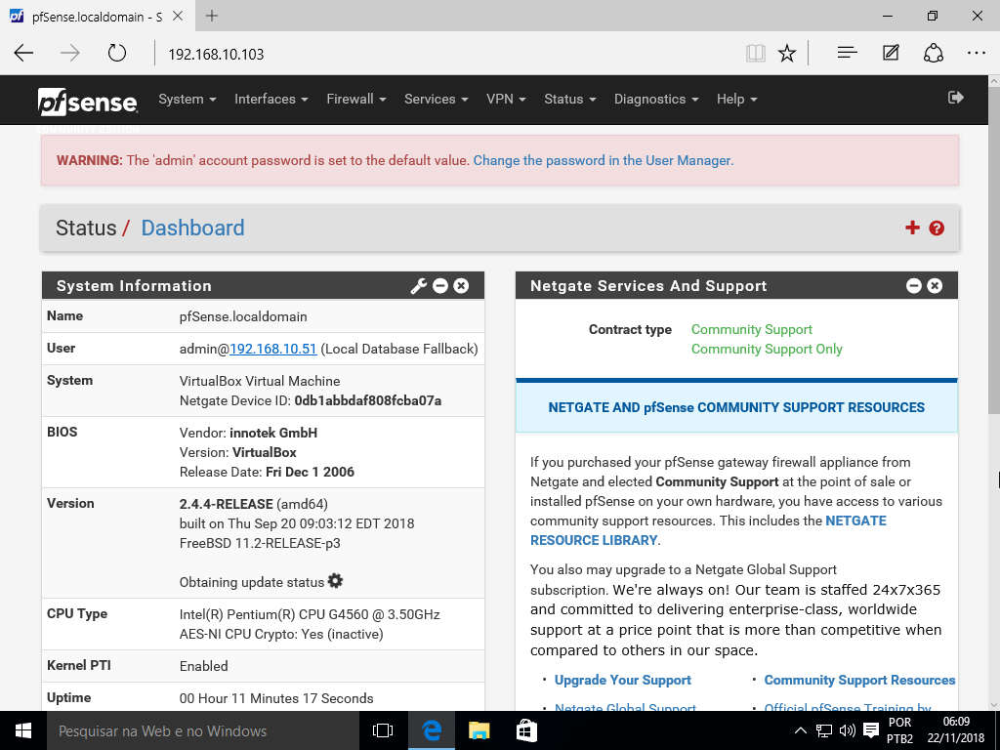 pfSense.localdomain - S
192.168.10.103
pfsense
COMMUNITY EDITION
System Interfaces Firewall Services VPN Status Diagnostics Help
WARNING: The 'admin' account password is set to the default value. Change the password in the User Manager.
Status / Dashboard
System Information
Name pfSense.localdomain
User admin@192.168.10.51 (Local Database Fallback)
System VirtualBox Virtual Machine
Netgate Device ID: 0db1abbdaf808fcba07a
BIOS Vendor: innotek GmbH
Version: VirtualBox
Release Date: Fri Dec 1 2006
Version 2.4.4-RELEASE (amd64)
built on Thu Sep 20 09:03:12 EDT 2018
FreeBSD 11.2-RELEASE-p3
Obtaining update status
CPU Type Intel(R) Pentium(R) CPU G4560 @ 3.50GHz
AES-NI CPU Crypto: Yes (inactive)
Kernel PTI Enabled
Uptime 00 Hour 11 Minutes 17 Seconds
Netgate Services And Support
Contract type Community Support
Community Support Only
NETGATE AND pfSense COMMUNITY SUPPORT RESOURCES
If you purchased your pfSense gateway firewall appliance from
Netgate and elected Community Support at the point of sale or
installed pfSense on your own hardware, you have access to various
community support resources. This includes the NETGATE
RESOURCE LIBRARY.
You also may upgrade to a Netgate Global Support
subscription. We're always on! Our team is staffed 24x7x365
and committed to delivering enterprise-class, worldwide
support at a price point that is more than competitive when
compared to others in our space.
• Upgrade Your Support • Community Support Resources
• Netgate Global Support • Official pfSense Training by
Pesquisar na Web e no Windows
POR
PTB2
06:09
22/11/2018